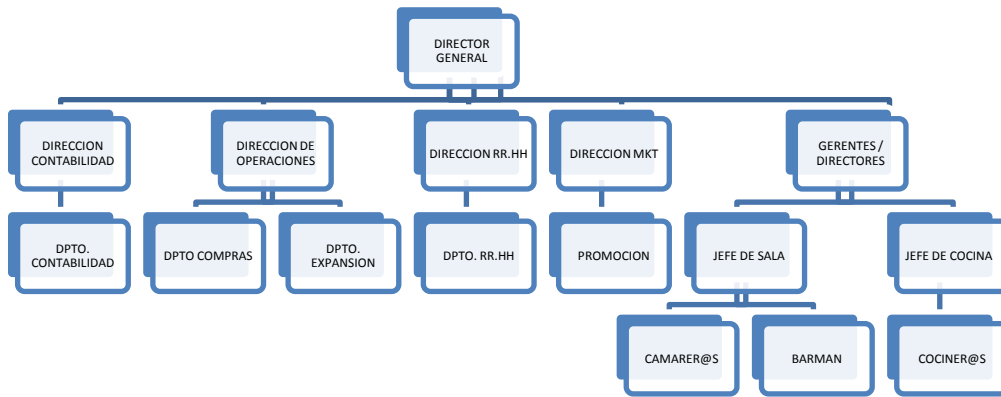 DIRECTOR
GENERAL
DIRECCION
CONTABILIDAD
DIRECCION DE
OPERACIONES
DIRECCION RR.HH
DIRECCION MKT
GERENTES /
DIRECTORES
DPTO.
CONTABILIDAD
DPTO COMPRAS
DPTO.
EXPANSION
DPTO. RR.HH
PROMOCION
JEFE DE SALA
JEFE DE COCINA
CAMARER@S
BARMAN
COCINER@S